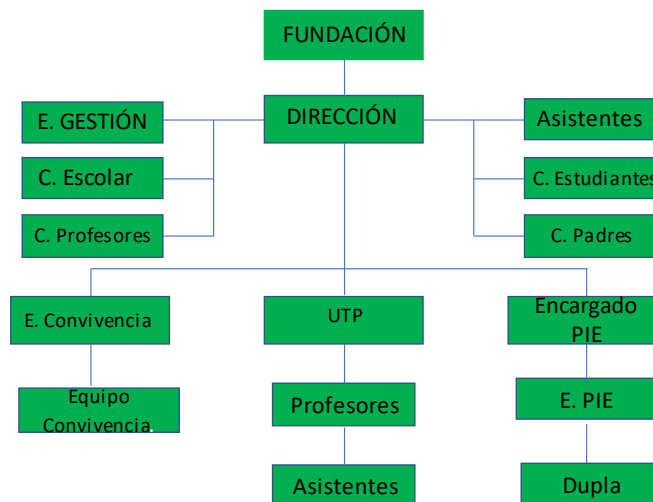 FUNDACIÓN
E. GESTIÓN
DIRECCIÓN
Asistentes
C. Escolar
C. Estudiantes
C. Profesores
C. Padres
E. Convivencia
UTP
Encargado
PIE
Equipo
Convivencia.
Profesores
E. PIE
Asistentes
Dupla